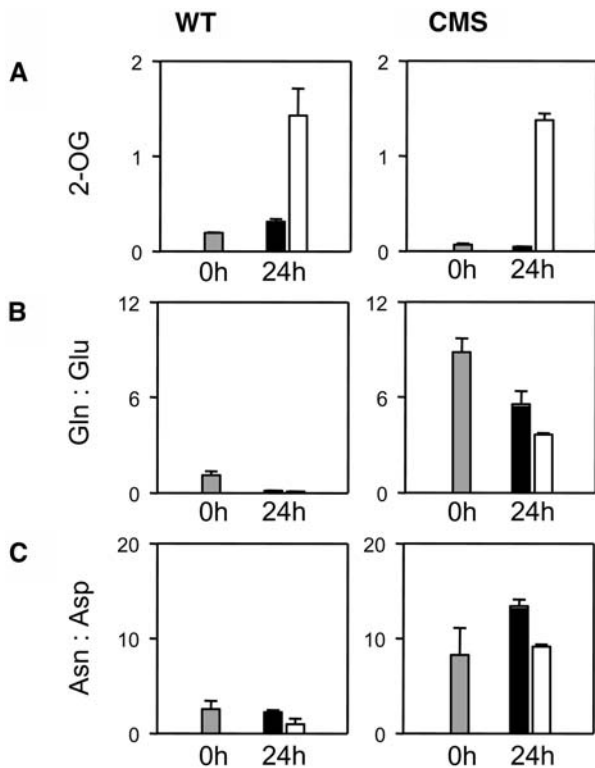 WT CMS
A
2-OG
2 2
1 1
0 0
0h 24h 0h 24h
B
Gln : Glu
12 12
6 6
0 0
0h 24h 0h 24h
C
Asn : Asp
20 20
10 10
0 0
0h 24h 0h 24h